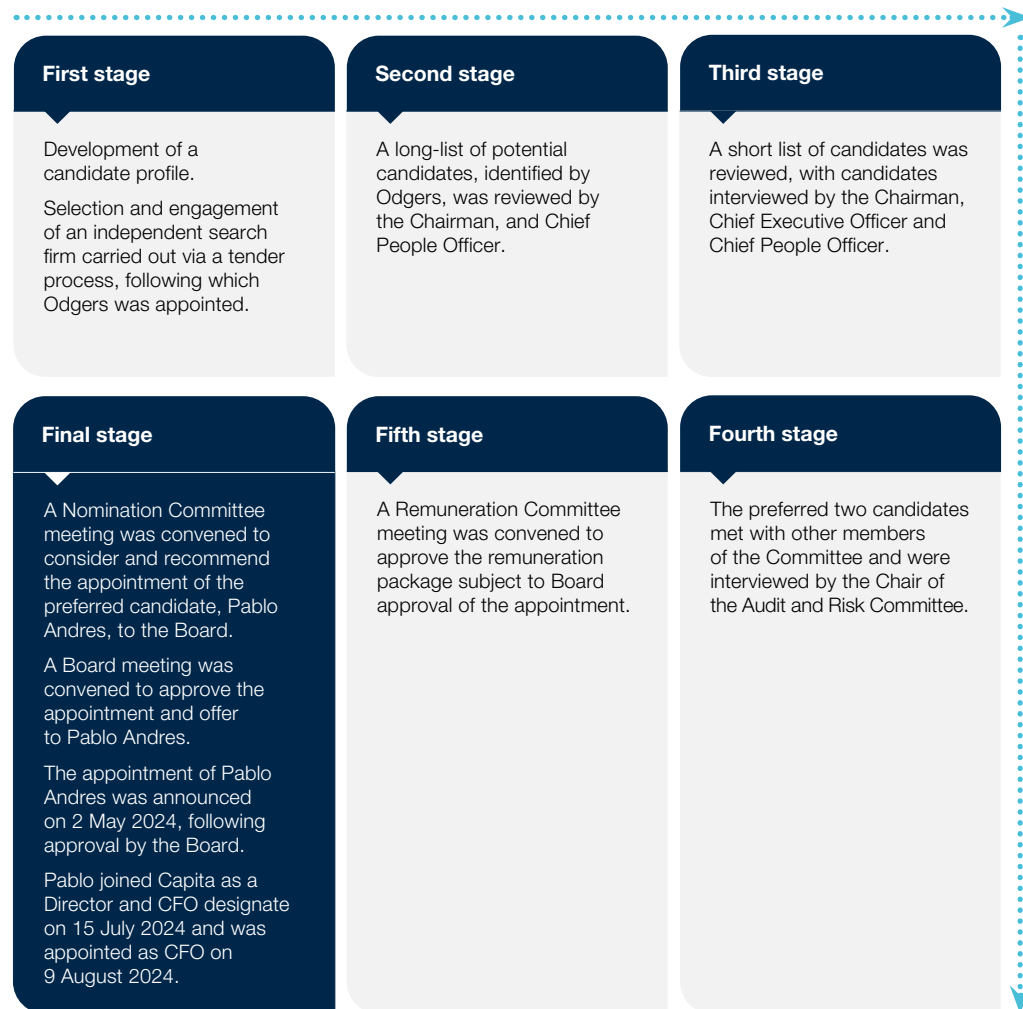 First stage
Development of a
candidate profile.
Selection and engagement
of an independent search
firm carried out via a tender
process, following which
Odgers was appointed.
Second stage
A long-list of potential
candidates, identified by
Odgers, was reviewed by
the Chairman, and Chief
People Officer.
Third stage
A short list of candidates was
reviewed, with candidates
interviewed by the Chairman,
Chief Executive Officer and
Chief People Officer.
Fourth stage
The preferred two candidates
met with other members
of the Committee and were
interviewed by the Chair of
the Audit and Risk Committee.
Fifth stage
A Remuneration Committee
meeting was convened to
approve the remuneration
package subject to Board
approval of the appointment.
Final stage
A Nomination Committee
meeting was convened to
consider and recommend
the appointment of the
preferred candidate, Pablo
Andres, to the Board.
A Board meeting was
convened to approve the
appointment and offer
to Pablo Andres.
The appointment of Pablo
Andres was announced
on 2 May 2024, following
approval by the Board.
Pablo joined Capita as a
Director and CFO designate
on 15 July 2024 and was
appointed as CFO on
9 August 2024.